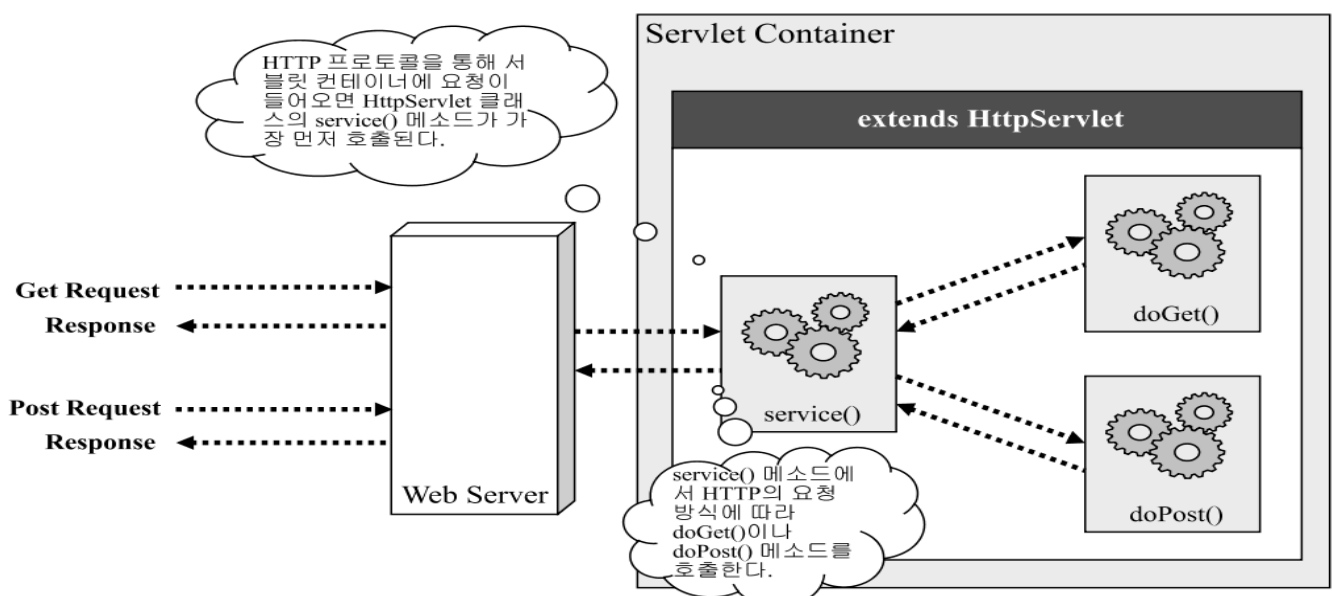 Servlet Container
HTTP 프로토콜을 통해 서
블릿 컨테이너에 요청이
들어오면 HttpServlet 클래
스의 service() 메소드가 가
장 먼저 호출된다.
extends HttpServlet
Get Request
Response
Post Request
Response
Web Server
service()
doGet()
doPost()
service() 메소드에
서 HTTP의 요청
방식에 따라
doGet()이나
doPost() 메소드를
호출한다.